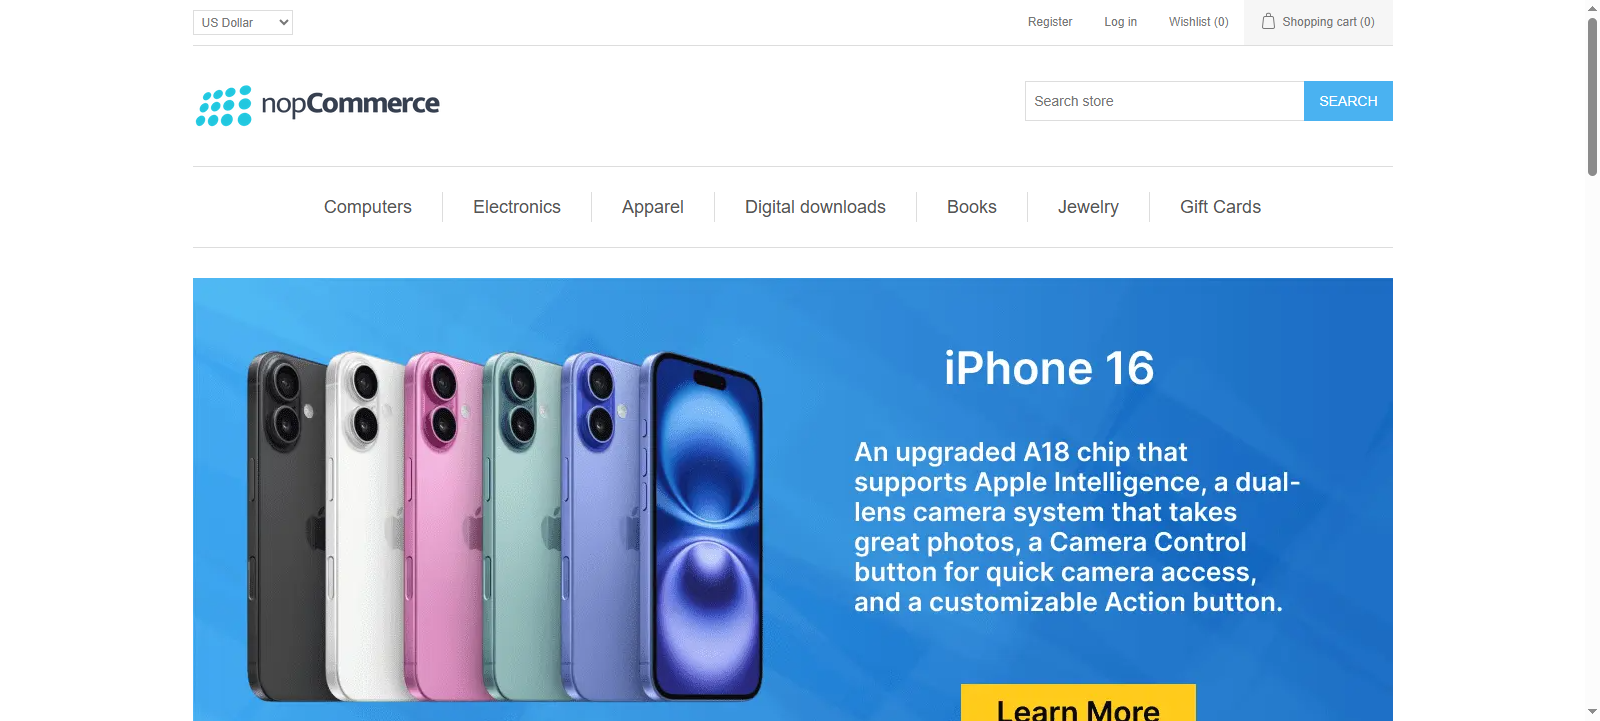 US Dollar
Register
Log in
Wishlist (0)
Shopping cart (0)
nopCommerce
Search store
SEARCH
Computers
Electronics
Apparel
Digital downloads
Books
Jewelry
Gift Cards
iPhone 16
An upgraded A18 chip that
supports Apple Intelligence, a dual-
lens camera system that takes
great photos, a Camera Control
button for quick camera access,
and a customizable Action button.
Learn More